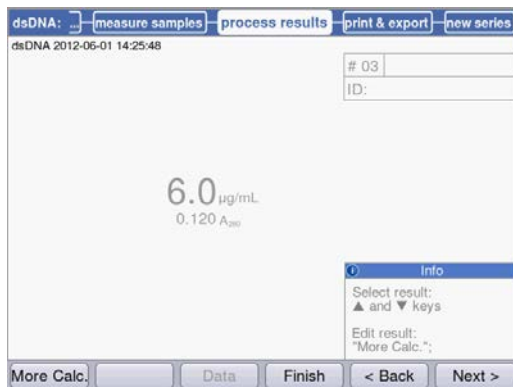 dsDNA: ... measure samples process results print & export new series
dsDNA 2012-06-01 14:25:48
# 03
ID:
6.0 µg/mL
0.120 A260
Info
Select result:
▲ and ▼ keys
Edit result:
"More Calc.";
More Calc. Data Finish < Back Next >